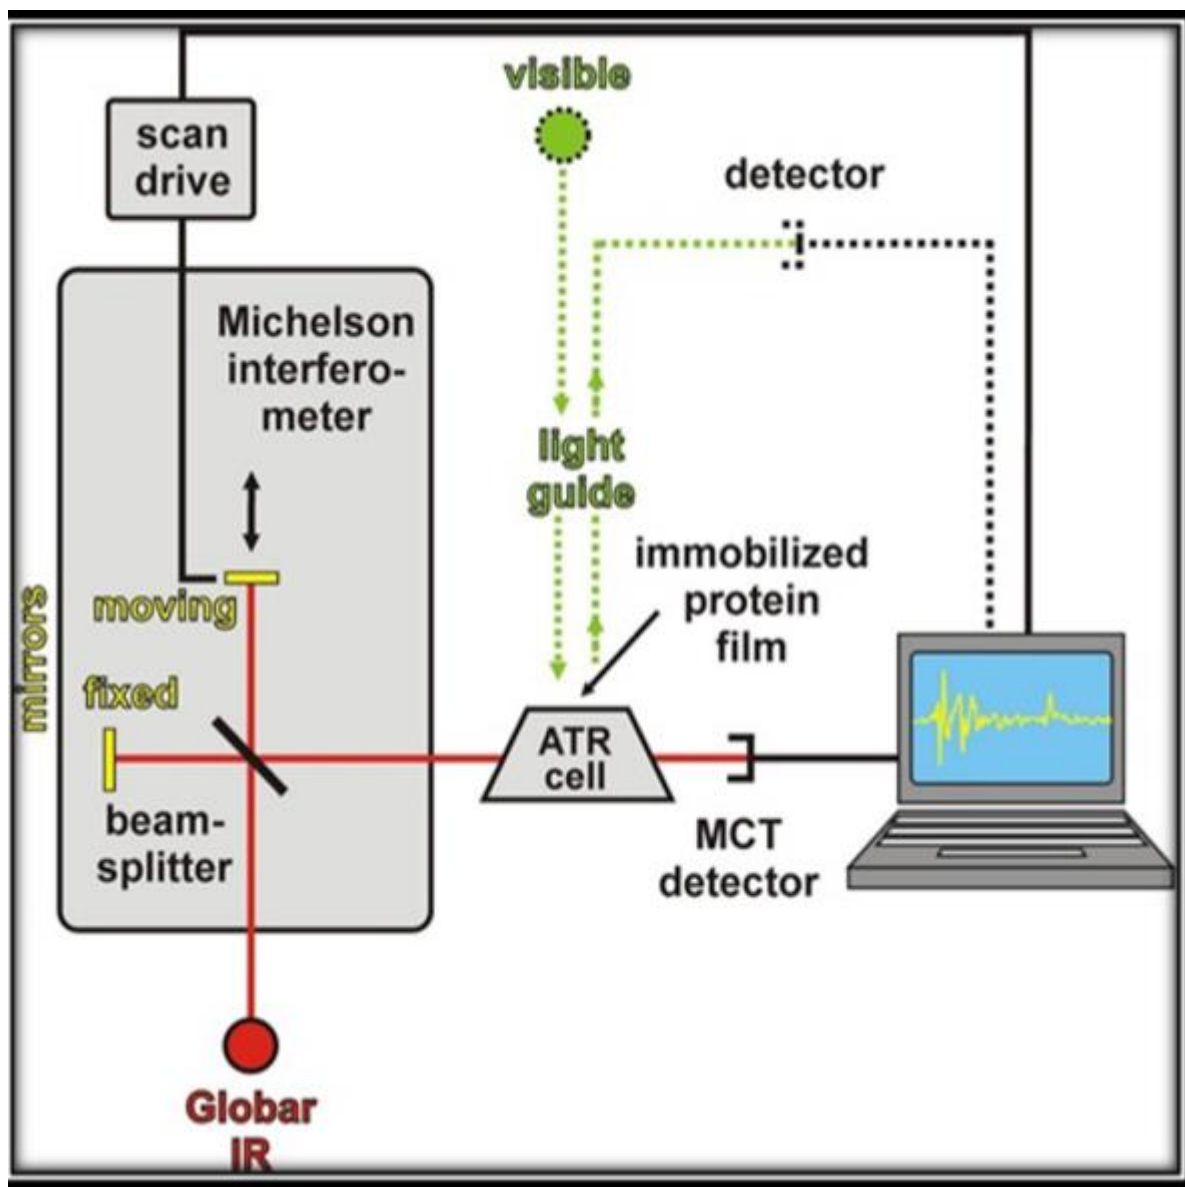 visible
scan
drive
detector
Michelson
interfero-
meter
light
guide
immobilized
protein
film
moving
mirrors
fixed
ATR
cell
beam-
splitter
MCT
detector
Globar
IR